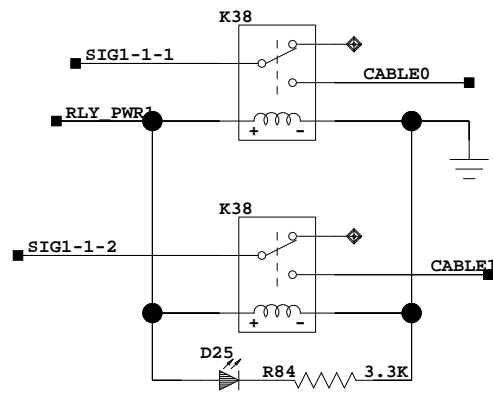 K38
SIG1-1-1
CABLE0
RLY_PWR1
+ -
K38
SIG1-1-2
CABLE1
+ -
D25
R84 3.3K